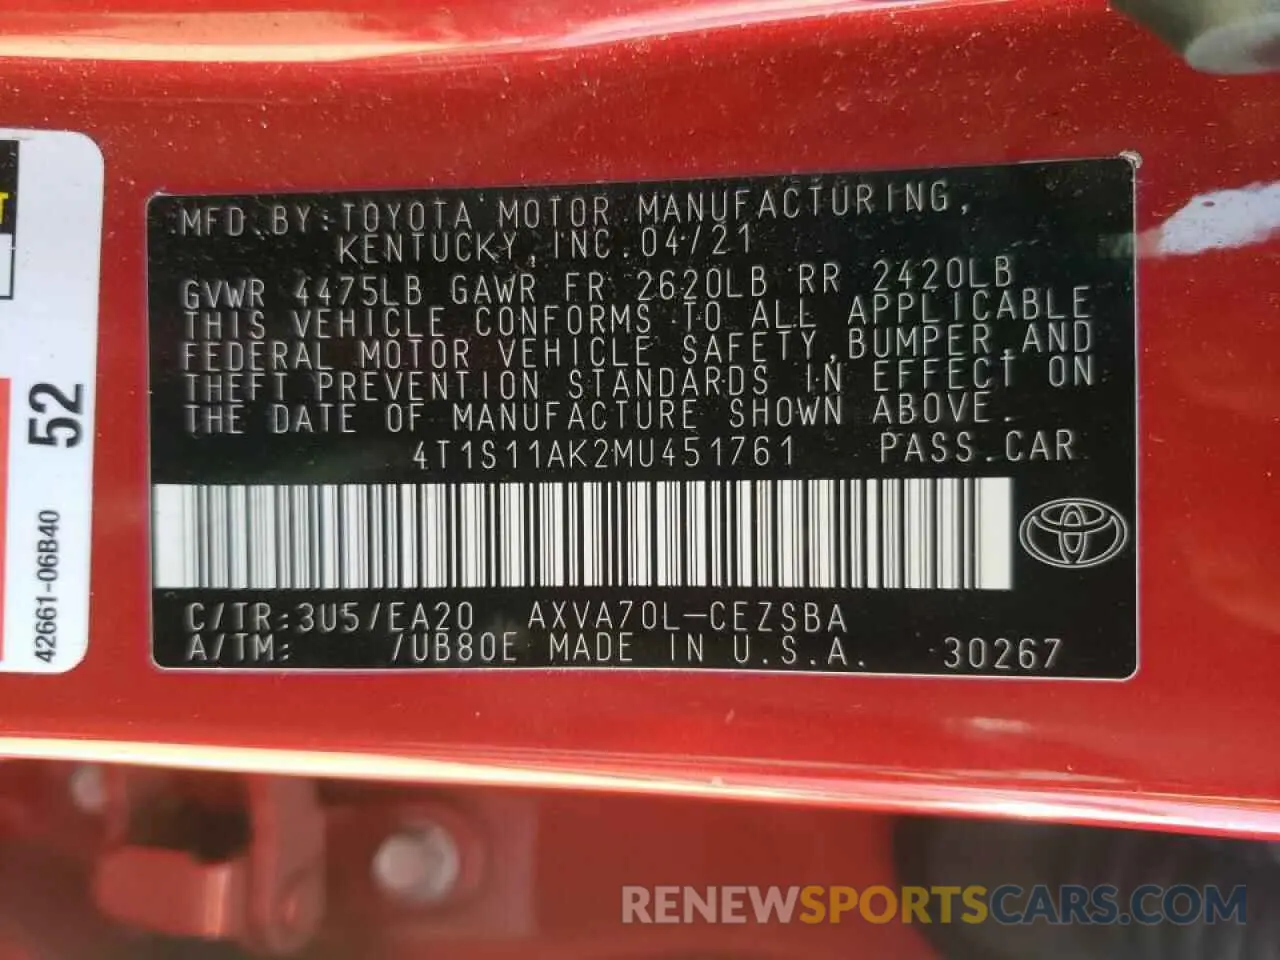 MFD.BY:TOYOTA MOTOR MANUFACTURING,
KENTUCKY, INC. 04/21
GVWR 4475LB GAWR FR 2620LB RR 2420LB
THIS VEHICLE CONFORMS TO ALL APPLICABLE
FEDERAL MOTOR VEHICLE SAFETY,BUMPER,AND
THEFT PREVENTION STANDARDS IN EFFECT ON
THE DATE OF MANUFACTURE SHOWN ABOVE.
4T1S11AK2MU451761 PASS.CAR
C/TR:3U5/EA20 AXVA70L-CEZSBA
A/TM: /UB80E MADE IN U.S.A. 30267
52
42661-06B40
RENEWSPORTSCARS.COM